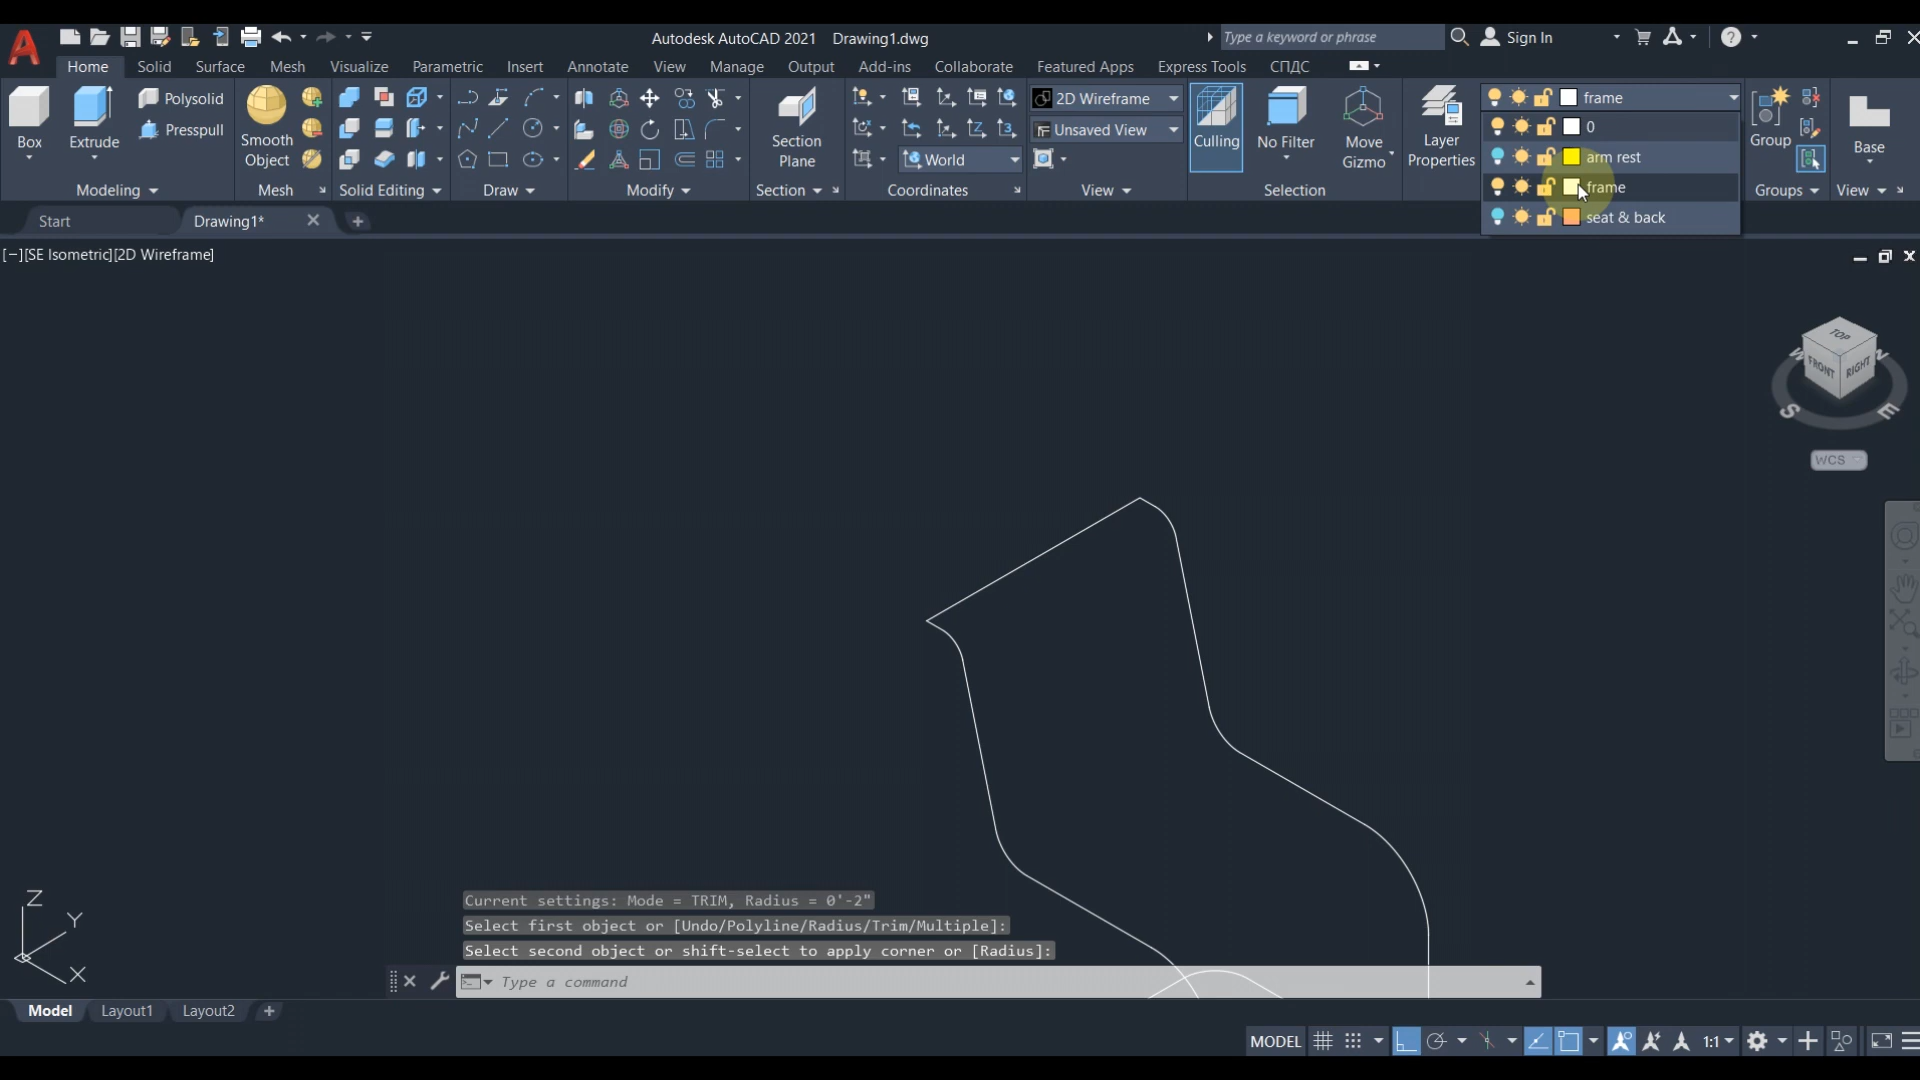 Autodesk AutoCAD 2021 Drawing1.dwg
Type a keyword or phrase
Sign In
Home Solid Surface Mesh Visualize Parametric Insert Annotate View Manage Output Add-ins Collaborate Featured Apps Express Tools СПДС
Box
Extrude
Polysolid
Presspull
Modeling
Smooth
Object
Mesh
Solid Editing
Draw
Modify
Section
Plane
Section
World
Coordinates
2D Wireframe
Unsaved View
View
Culling
No Filter
Move
Gizmo
Selection
Layer
Properties
frame
0
arm rest
frame
seat & back
Group
Groups
Base
View
Start
Drawing1*
[−][SE Isometric][2D Wireframe]
TOP
FRONT
RIGHT
W
N
S
E
WCS
Z
Y
X
Current settings: Mode = TRIM, Radius = 0'-2"
Select first object or [Undo/Polyline/Radius/Trim/Multiple]:
Select second object or shift-select to apply corner or [Radius]:
Type a command
Model Layout1 Layout2
MODEL
1:1